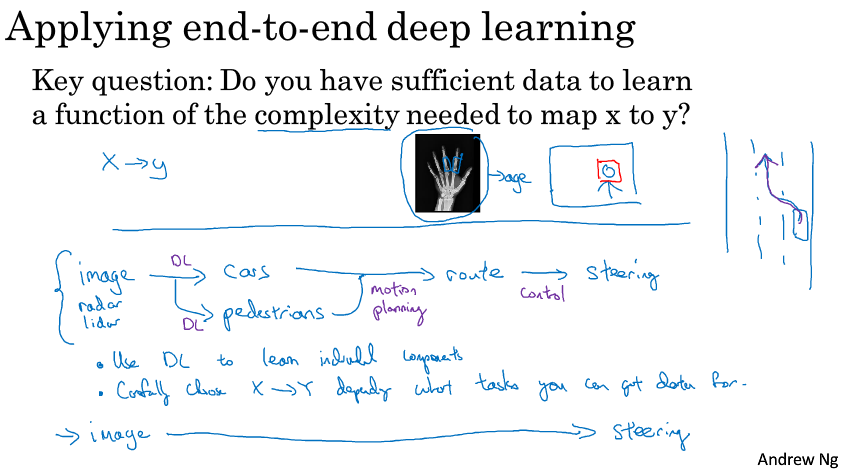 Applying end-to-end deep learning
Key question: Do you have sufficient data to learn
a function of the complexity needed to map x to y?
X → y
→ age
DL
image → cars → route → steering
radar
lidar
DL
pedestrians
motion
planning
control
• Use DL to learn individual components
• Carefully choose X → Y depending what tasks you can get data for.
→ image → steering
Andrew Ng